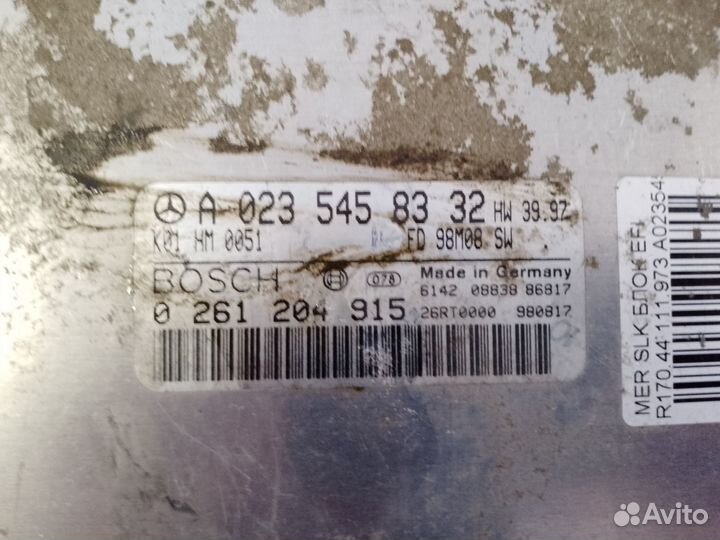 A 023 545 83 32 HW 39.97
K01 HM 0051 FD 98M08 SW .
BOSCH 078 Made in Germany
6142 08838 86817
0 261 204 915 26RT0000 980817
MER SLK БЛОК EFI
R170.44 111.973 A02354
Avito